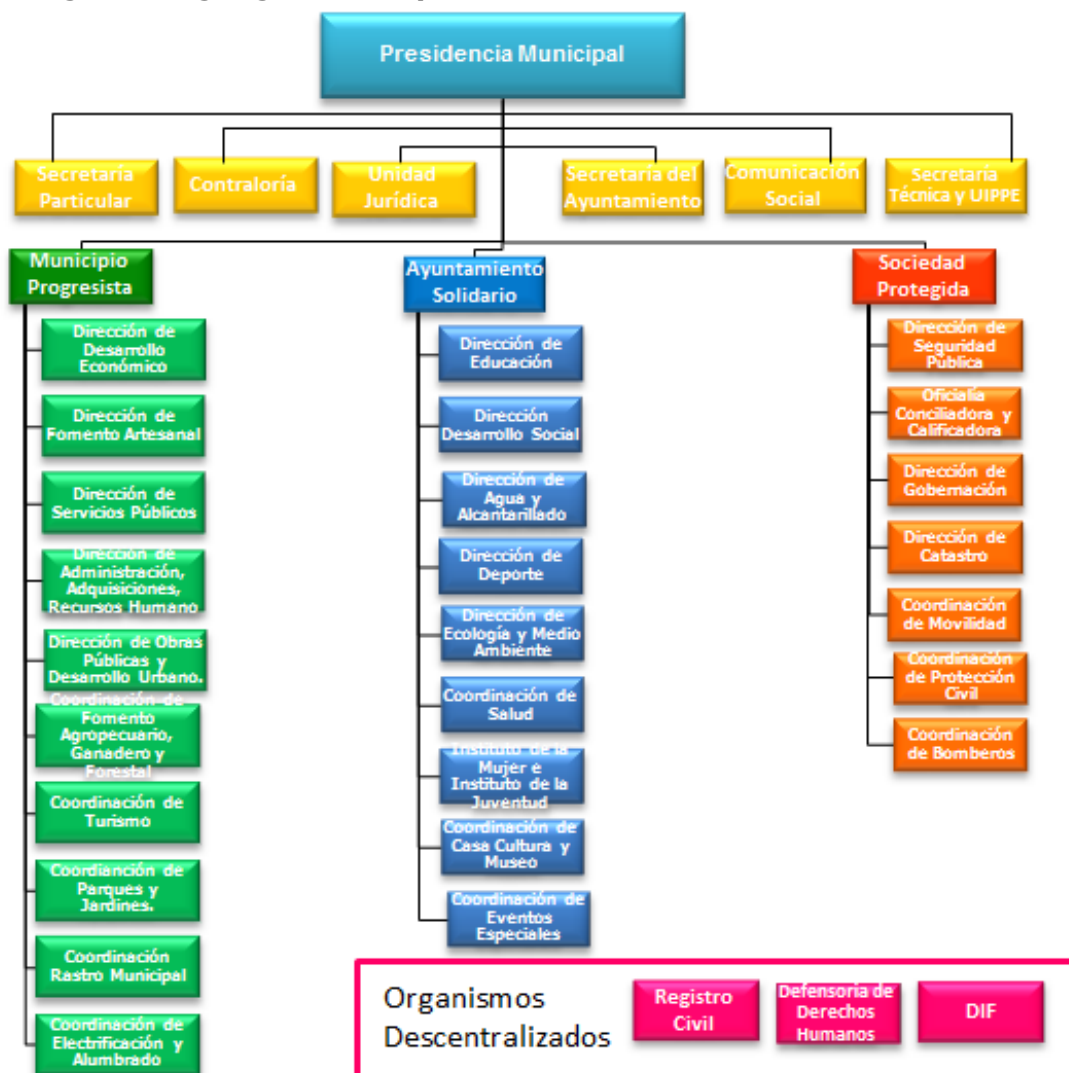 Presidencia Municipal
Secretaría
Particular
Contraloría
Unidad
Jurídica
Secretaría del
Ayuntamiento
Comunicación
Social
Secretaría
Técnica y UIPPE
Municipio
Progresista
Dirección de
Desarrollo
Económico
Dirección de
Fomento Artesanal
Dirección de
Servicios Públicos
Dirección de
Administración,
Adquisiciones,
Recursos Humano
Dirección de Obras
Públicas y
Desarrollo Urbano.
Coordinación de
Fomento
Agropecuario,
Ganadero y
Forestal
Coordinación de
Turismo
Coordianción de
Parques y
Jardines.
Coordinación
Rastro Municipal
Coordinación de
Electrificación y
Alumbrado
Ayuntamiento
Solidario
Dirección de
Educación
Dirección
Desarrollo Social
Dirección de
Agua y
Alcantarillado
Dirección de
Deporte
Dirección de
Ecología y Medio
Ambiente
Coordinación de
Salud
Instituto de la
Mujer e
Instituto de la
Juventud
Coordinación de
Casa Cultura y
Museo
Coordinación de
Eventos
Especiales
Sociedad
Protegida
Dirección de
Seguridad
Pública
Oficialía
Conciliadora y
Calificadora
Dirección de
Gobernación
Dirección de
Catastro
Coordinación
de Movilidad
Coordinación
de Protección
Civil
Coordinación
de Bomberos
Organismos
Descentralizados
Registro
Civil
Defensoría de
Derechos
Humanos
DIF